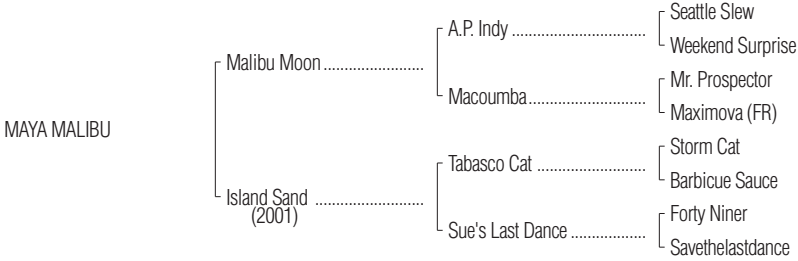 Seattle Slew
A.P. Indy ..............................
Weekend Surprise
Malibu Moon......................
Mr. Prospector
Macoumba..........................
Maximova (FR)
MAYA MALIBU
Storm Cat
Tabasco Cat ........................
Barbicue Sauce
Island Sand ........................
(2001)
Forty Niner
Sue's Last Dance .................
Savethelastdance